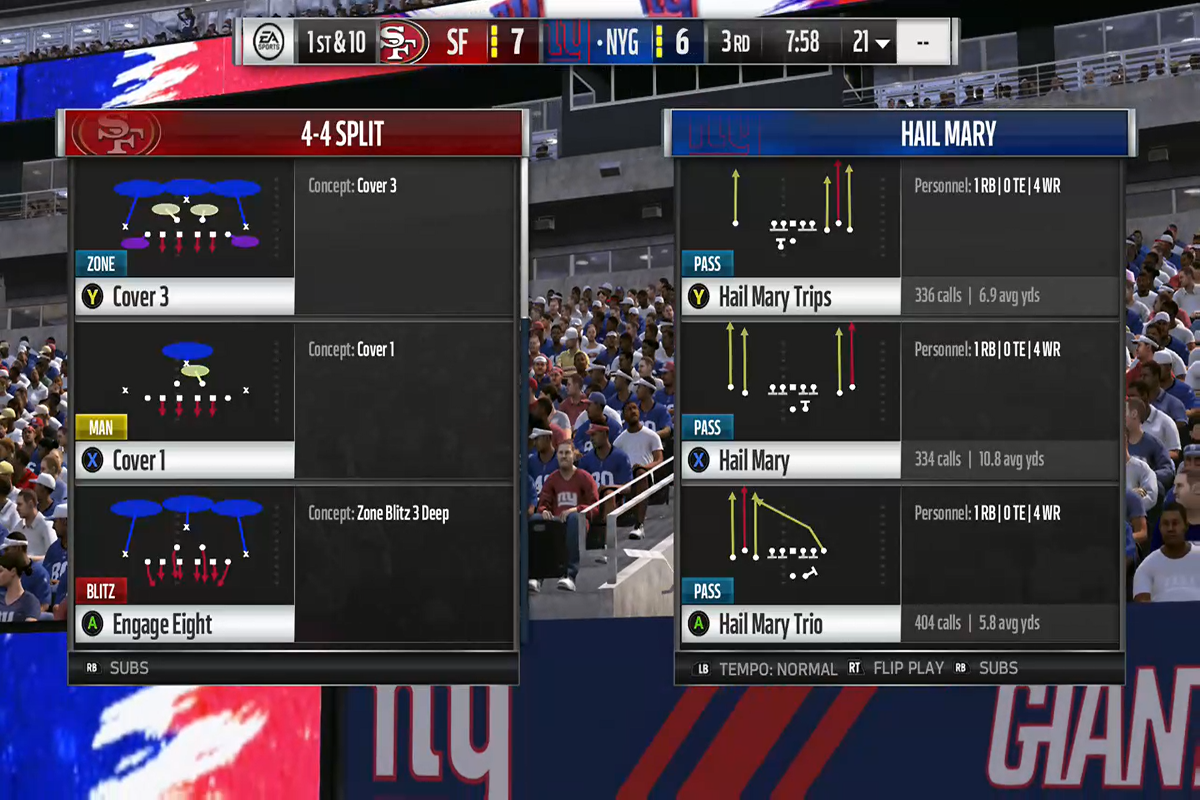 EA SPORTS 1ST & 10 SF 7 NYG 6 3RD 7:58 21 --
4-4 SPLIT
Concept: Cover 3
ZONE
Y Cover 3
Concept: Cover 1
MAN
X Cover 1
Concept: Zone Blitz 3 Deep
BLITZ
A Engage Eight
RB SUBS
HAIL MARY
Personnel: 1 RB | 0 TE | 4 WR
PASS
Y Hail Mary Trips
336 calls | 6.9 avg yds
Personnel: 1 RB | 0 TE | 4 WR
PASS
X Hail Mary
334 calls | 10.8 avg yds
Personnel: 1 RB | 0 TE | 4 WR
PASS
A Hail Mary Trio
404 calls | 5.8 avg yds
LB TEMPO: NORMAL RT FLIP PLAY RB SUBS
ny
GIAN